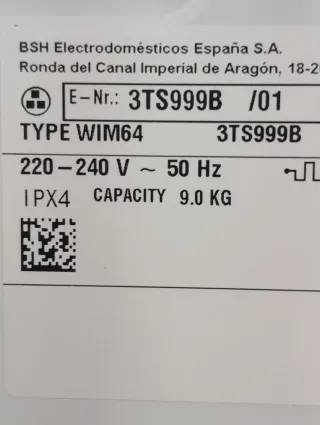 BSH Electrodomésticos España S.A.
Ronda del Canal Imperial de Aragón, 18-2
E-Nr.: 3TS999B /01
TYPE WIM64 3TS999B
220-240 V ~ 50 Hz
IPX4 CAPACITY 9.0 KG